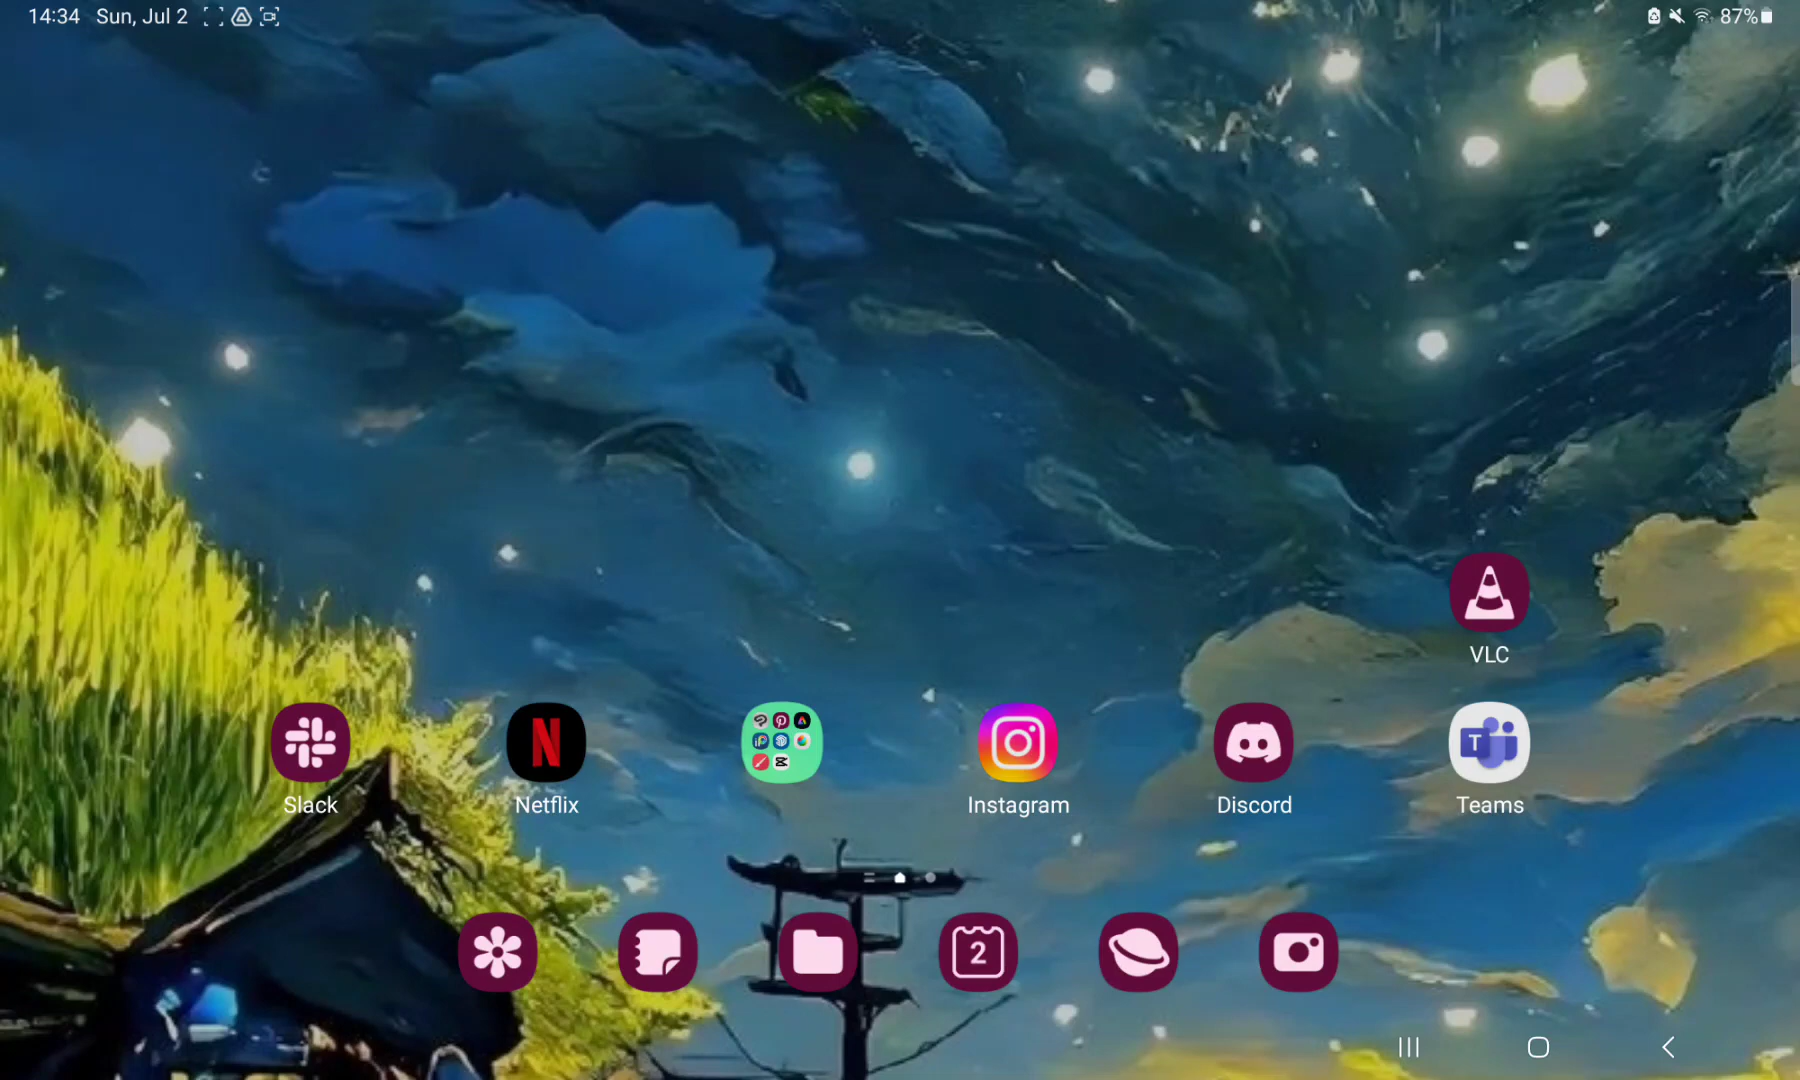 14:34 Sun, Jul 2
87%
VLC
Slack
Netflix
Instagram
Discord
Teams
N
T
2